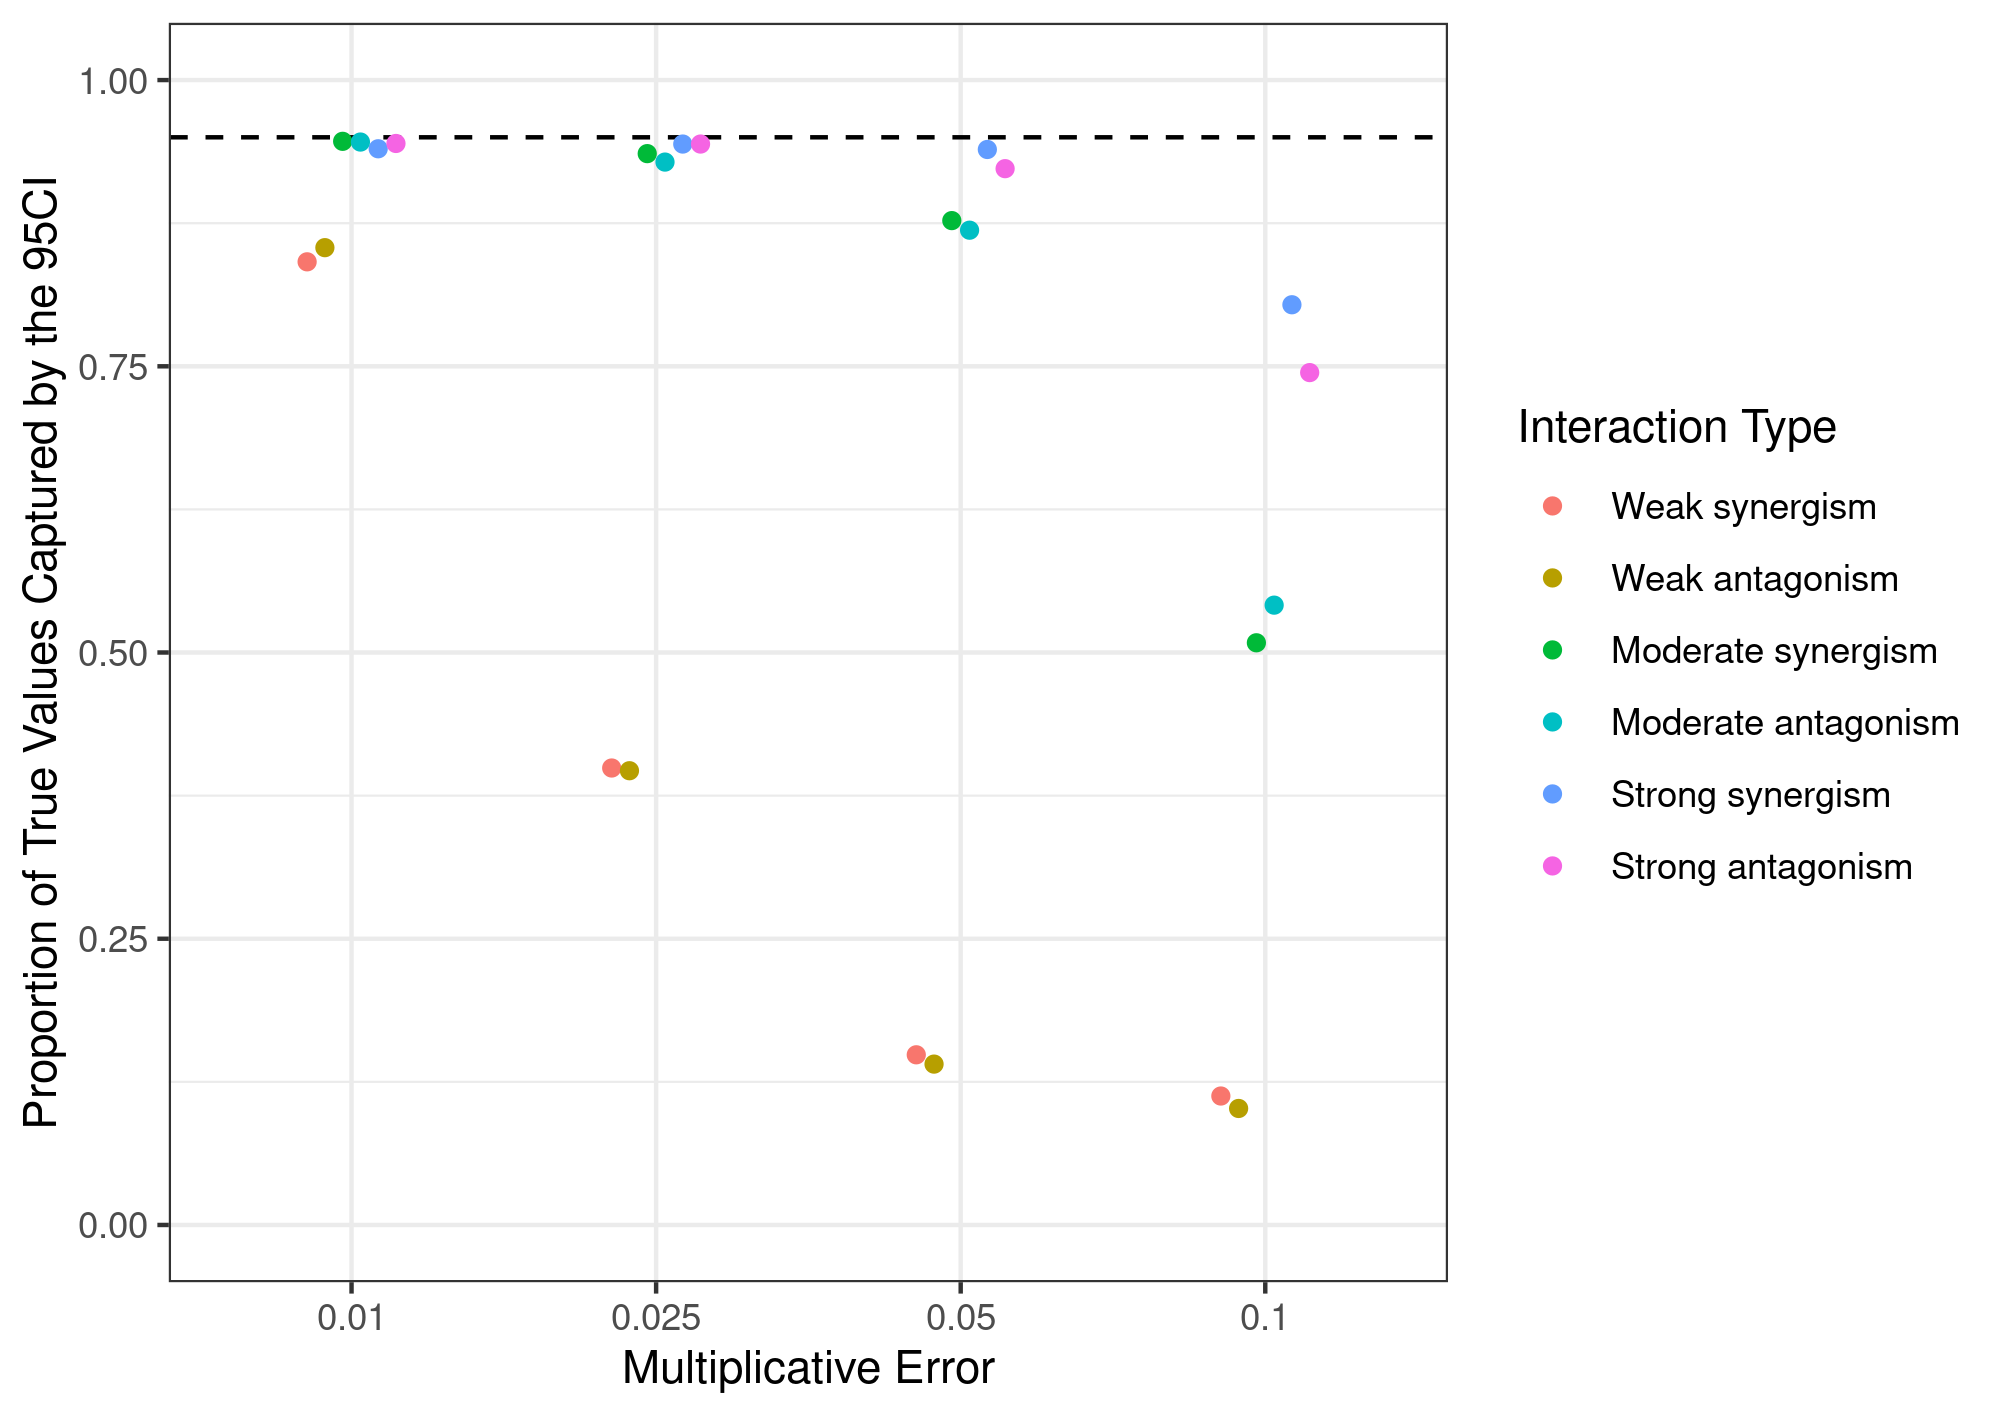 Proportion of True Values Captured by the 95CI
1.00
0.75
0.50
0.25
0.00
0.01
0.025
0.05
0.1
Multiplicative Error
Interaction Type
Weak synergism
Weak antagonism
Moderate synergism
Moderate antagonism
Strong synergism
Strong antagonism